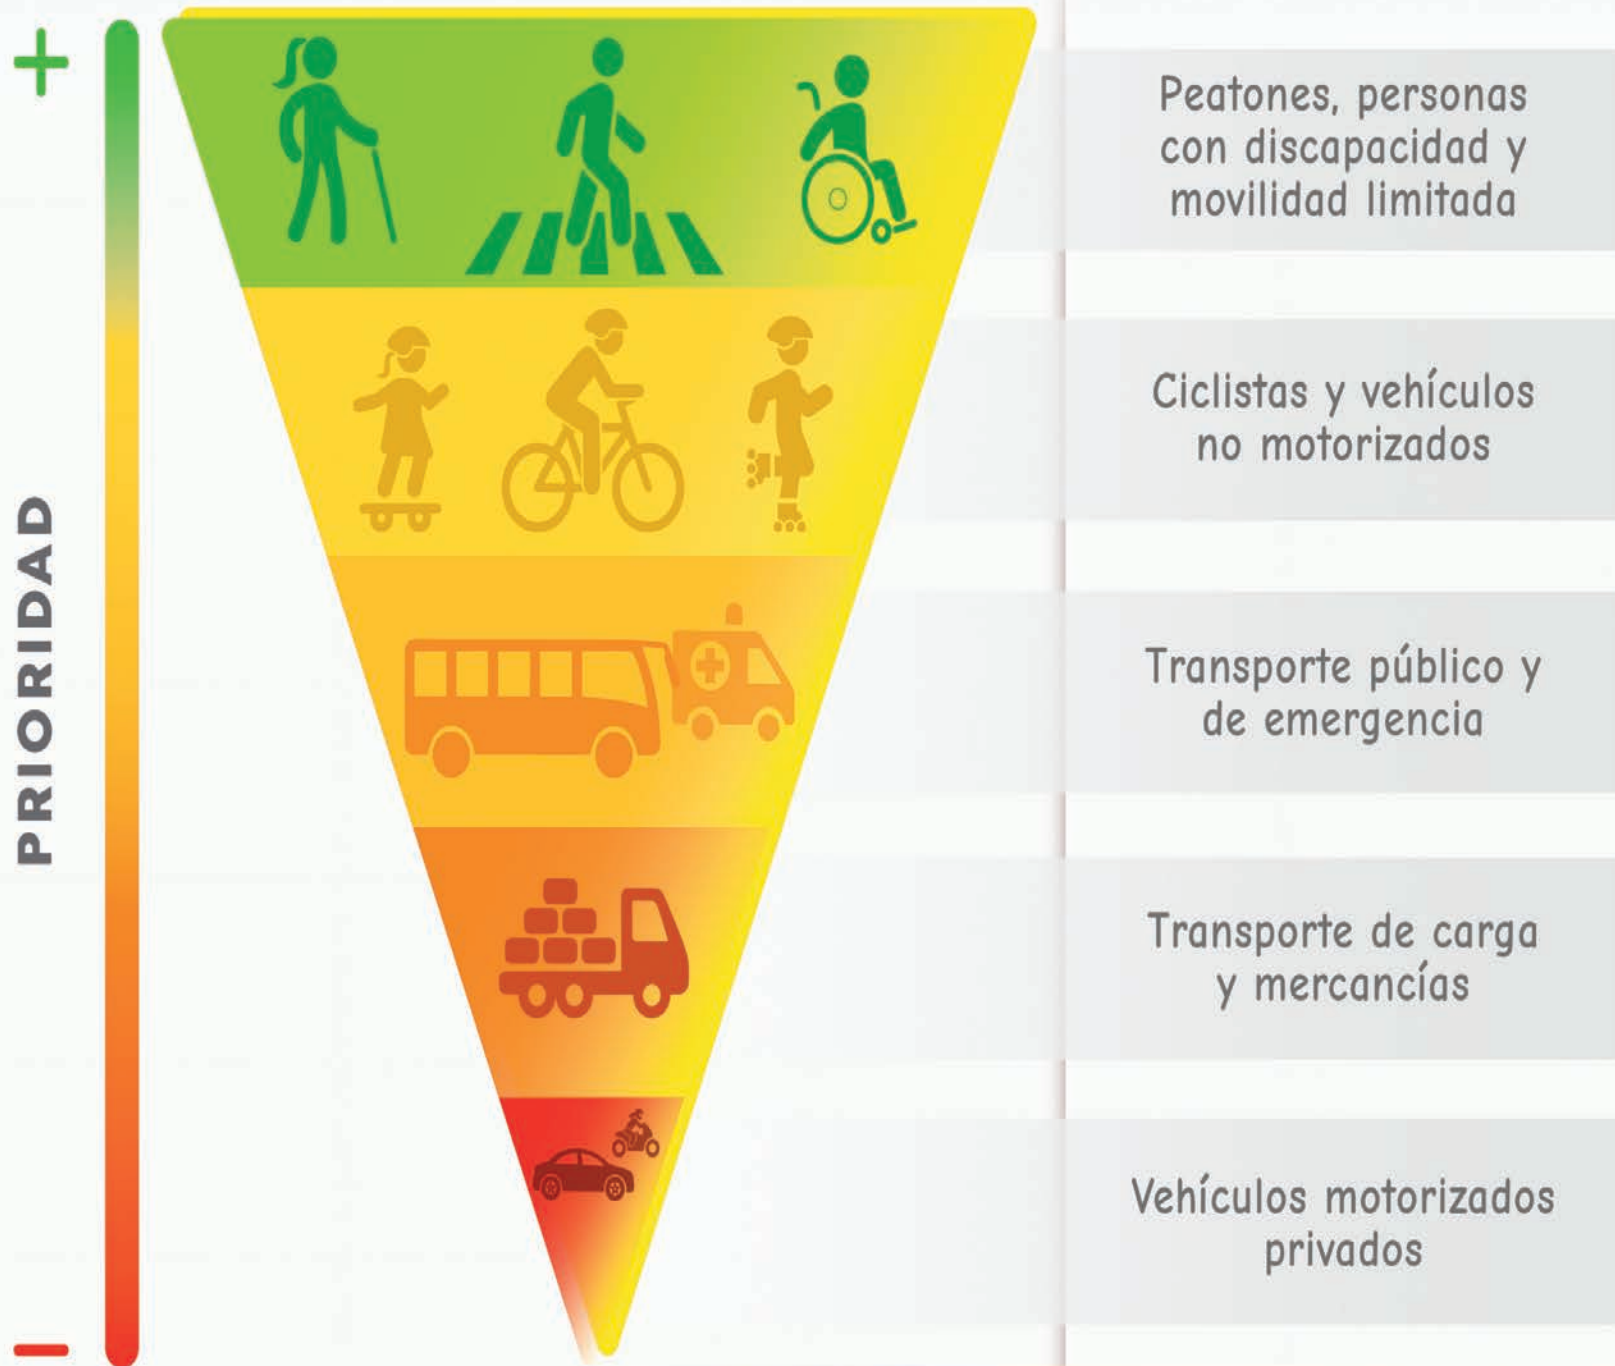 +
PRIORIDAD
-
Peatones, personas
con discapacidad y
movilidad limitada
Ciclistas y vehículos
no motorizados
Transporte público y
de emergencia
Transporte de carga
y mercancías
Vehículos motorizados
privados